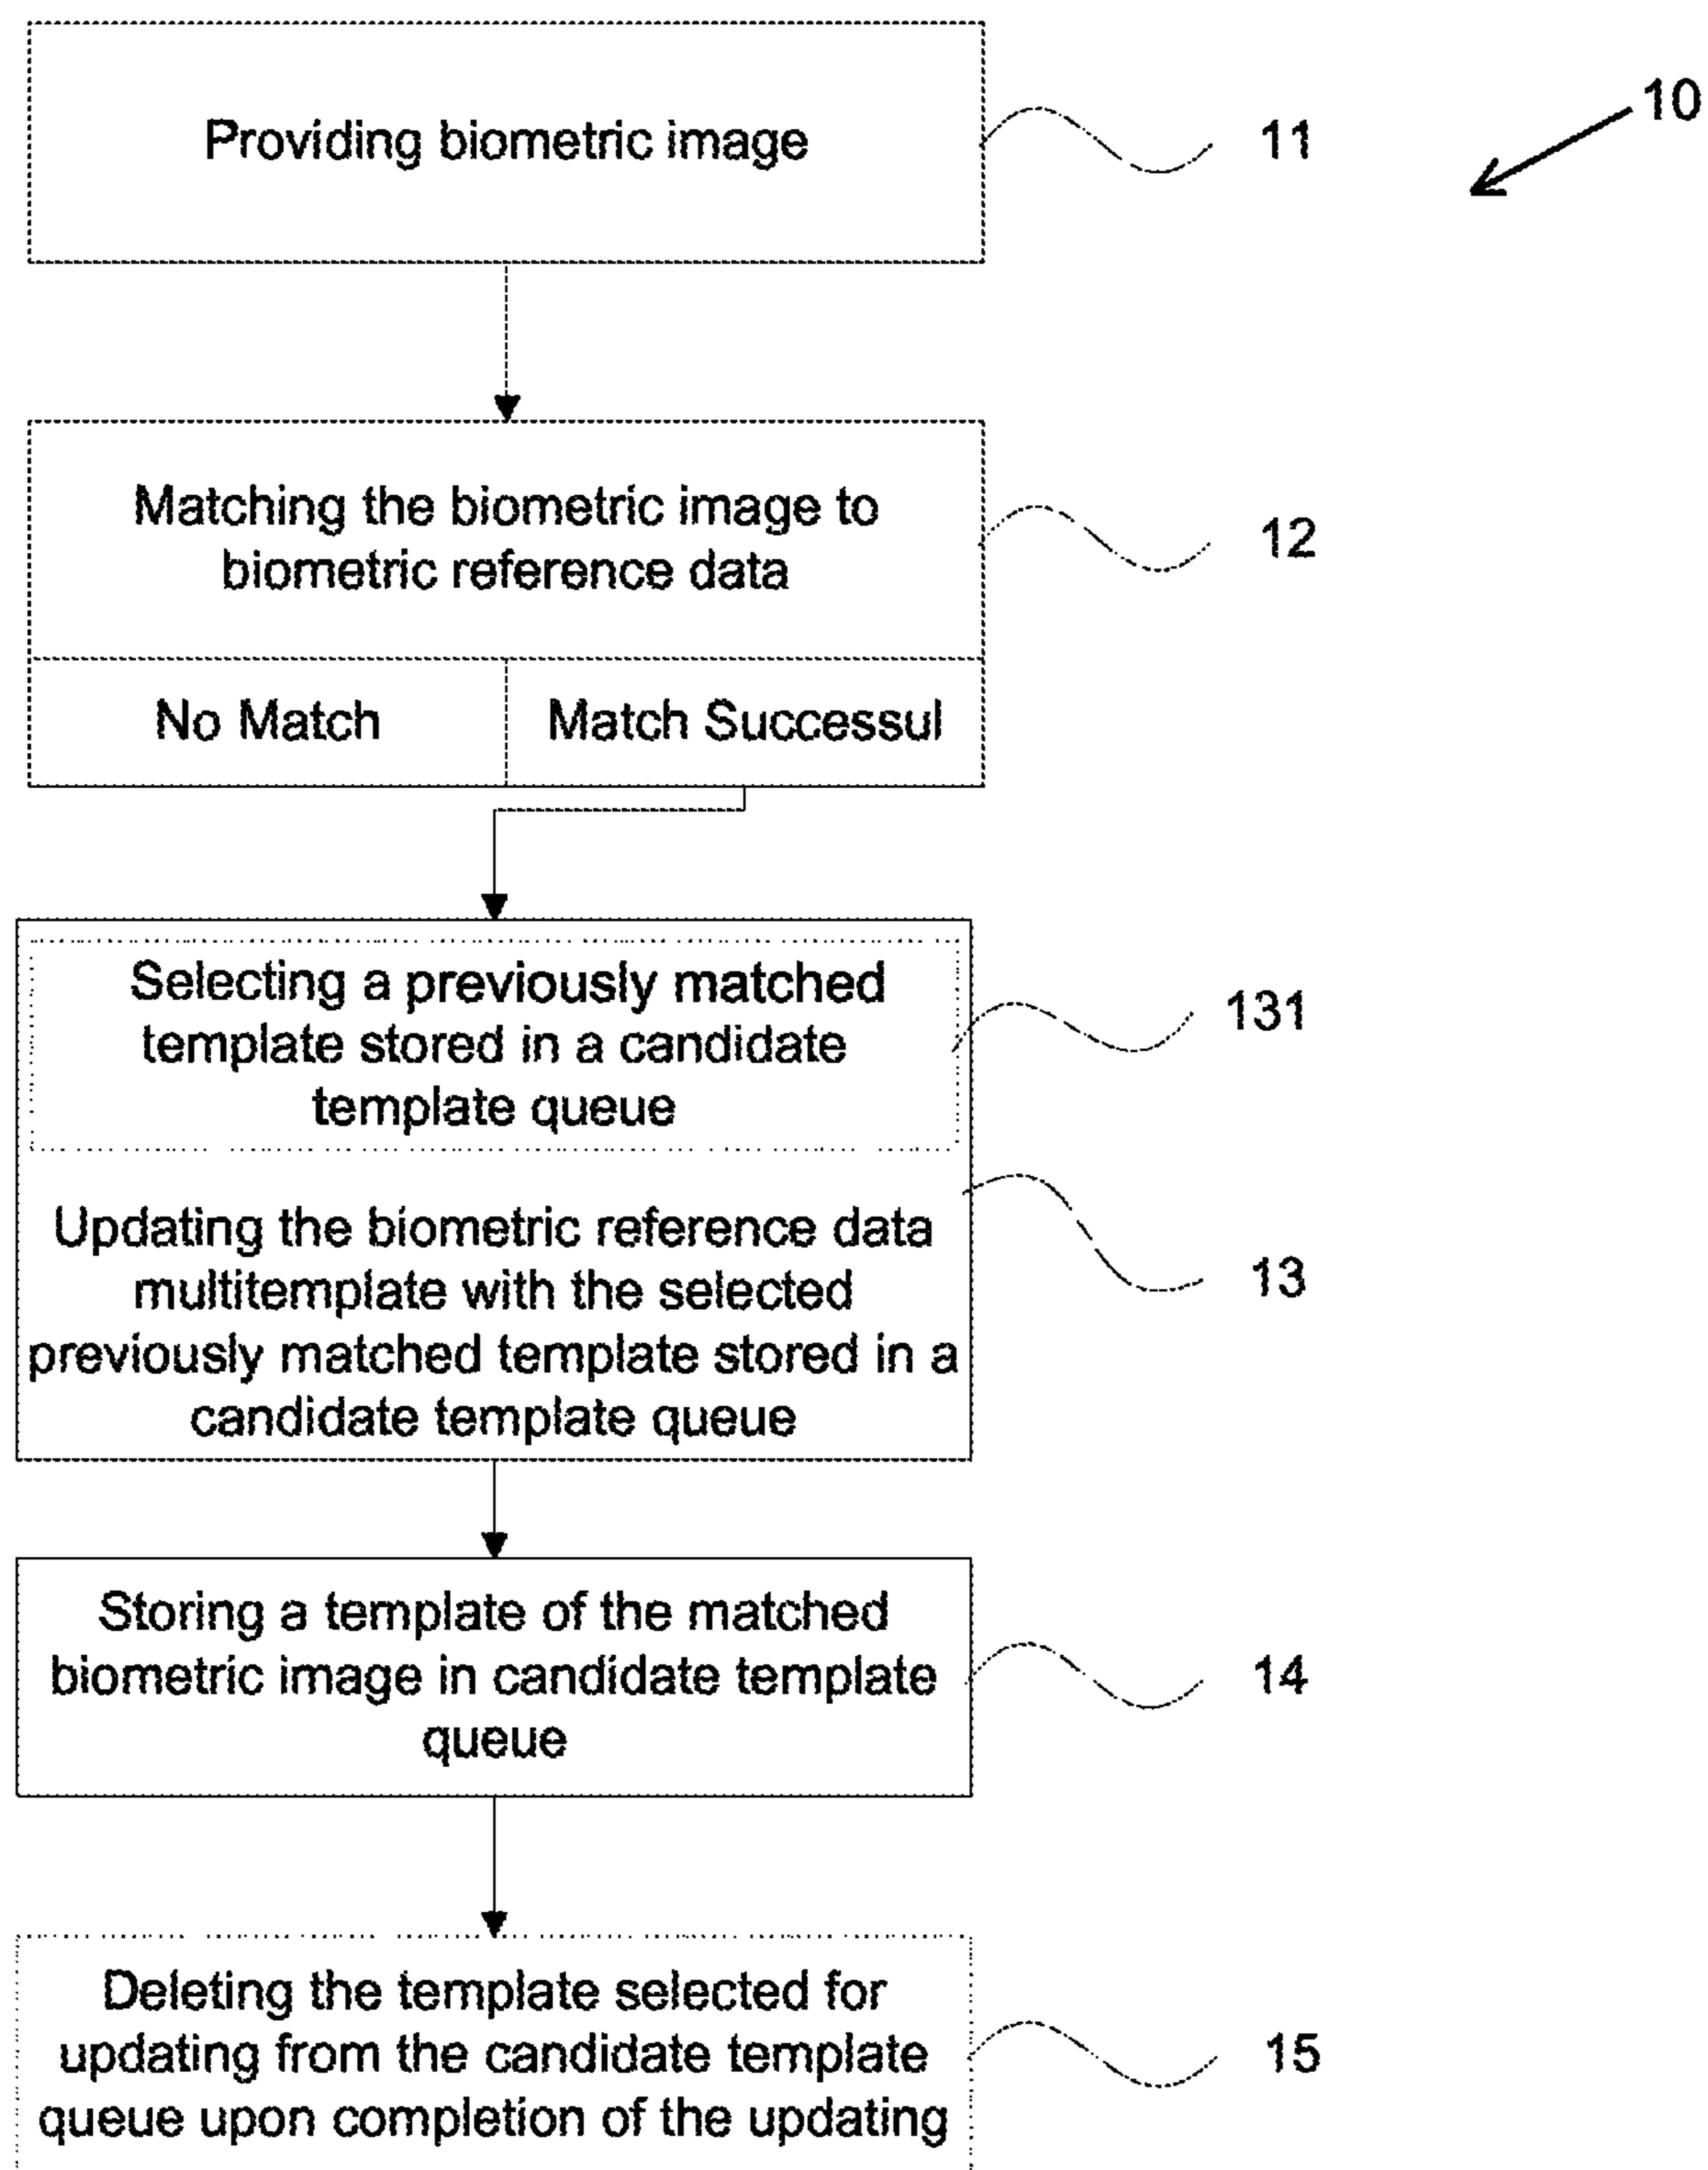 10
Providing biometric image
11
Matching the biometric image to
biometric reference data
12
No Match
Match Successul
Selecting a previously matched
template stored in a candidate
template queue
131
Updating the biometric reference data
multitemplate with the selected
previously matched template stored in a
candidate template queue
13
Storing a template of the matched
biometric image in candidate template
queue
14
Deleting the template selected for
updating from the candidate template
queue upon completion of the updating
15